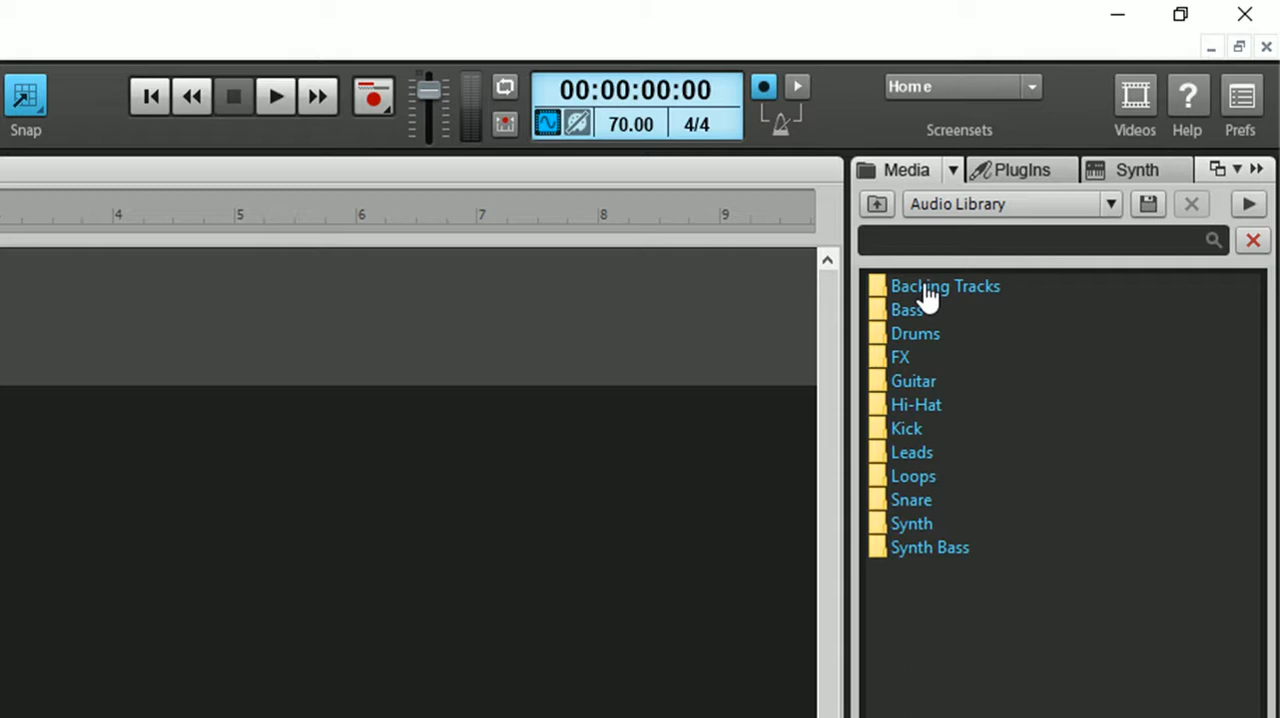 00:00:00:00
70.00 4/4
Snap
Home
Screensets
Videos Help Prefs
Media PlugIns Synth
4 5 6 7 8 9
Audio Library
Backing Tracks
Bass
Drums
FX
Guitar
Hi-Hat
Kick
Leads
Loops
Snare
Synth
Synth Bass